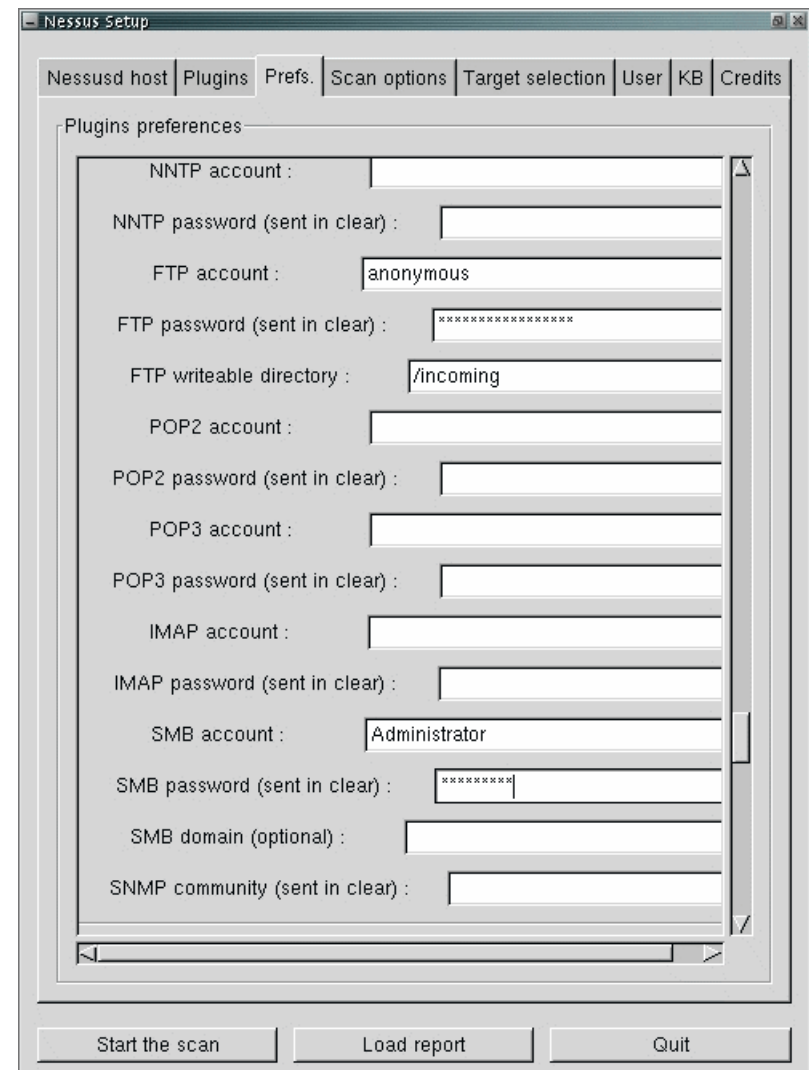 Nessus Setup
Nessusd host Plugins Prefs. Scan options Target selection User KB Credits
Plugins preferences
NNTP account :
NNTP password (sent in clear) :
FTP account : anonymous
FTP password (sent in clear) : *****************
FTP writeable directory : /incoming
POP2 account :
POP2 password (sent in clear) :
POP3 account :
POP3 password (sent in clear) :
IMAP account :
IMAP password (sent in clear) :
SMB account : Administrator
SMB password (sent in clear) : *********
SMB domain (optional) :
SNMP community (sent in clear) :
Start the scan Load report Quit